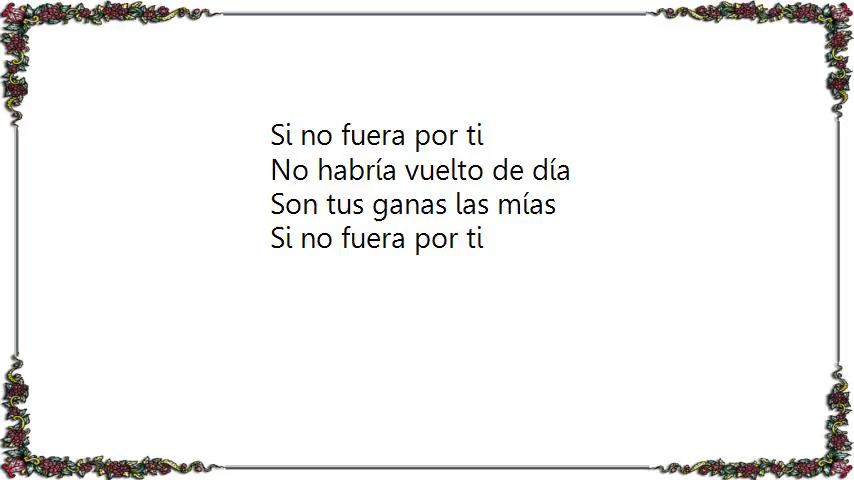 Si no fuera por ti
No habría vuelto de día
Son tus ganas las mías
Si no fuera por ti